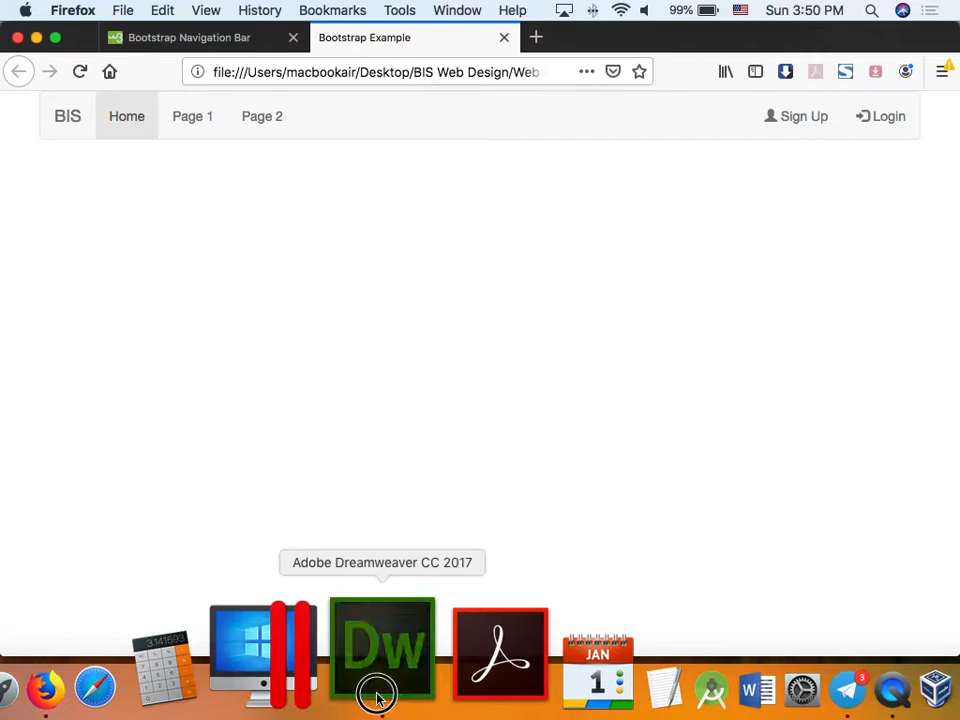 Firefox File Edit View History Bookmarks Tools Window Help 99% Sun 3:50 PM
Bootstrap Navigation Bar Bootstrap Example
file:///Users/macbookair/Desktop/BIS Web Design/Web
BIS Home Page 1 Page 2 Sign Up Login
Adobe Dreamweaver CC 2017
3.141593
Dw
JAN
1
3